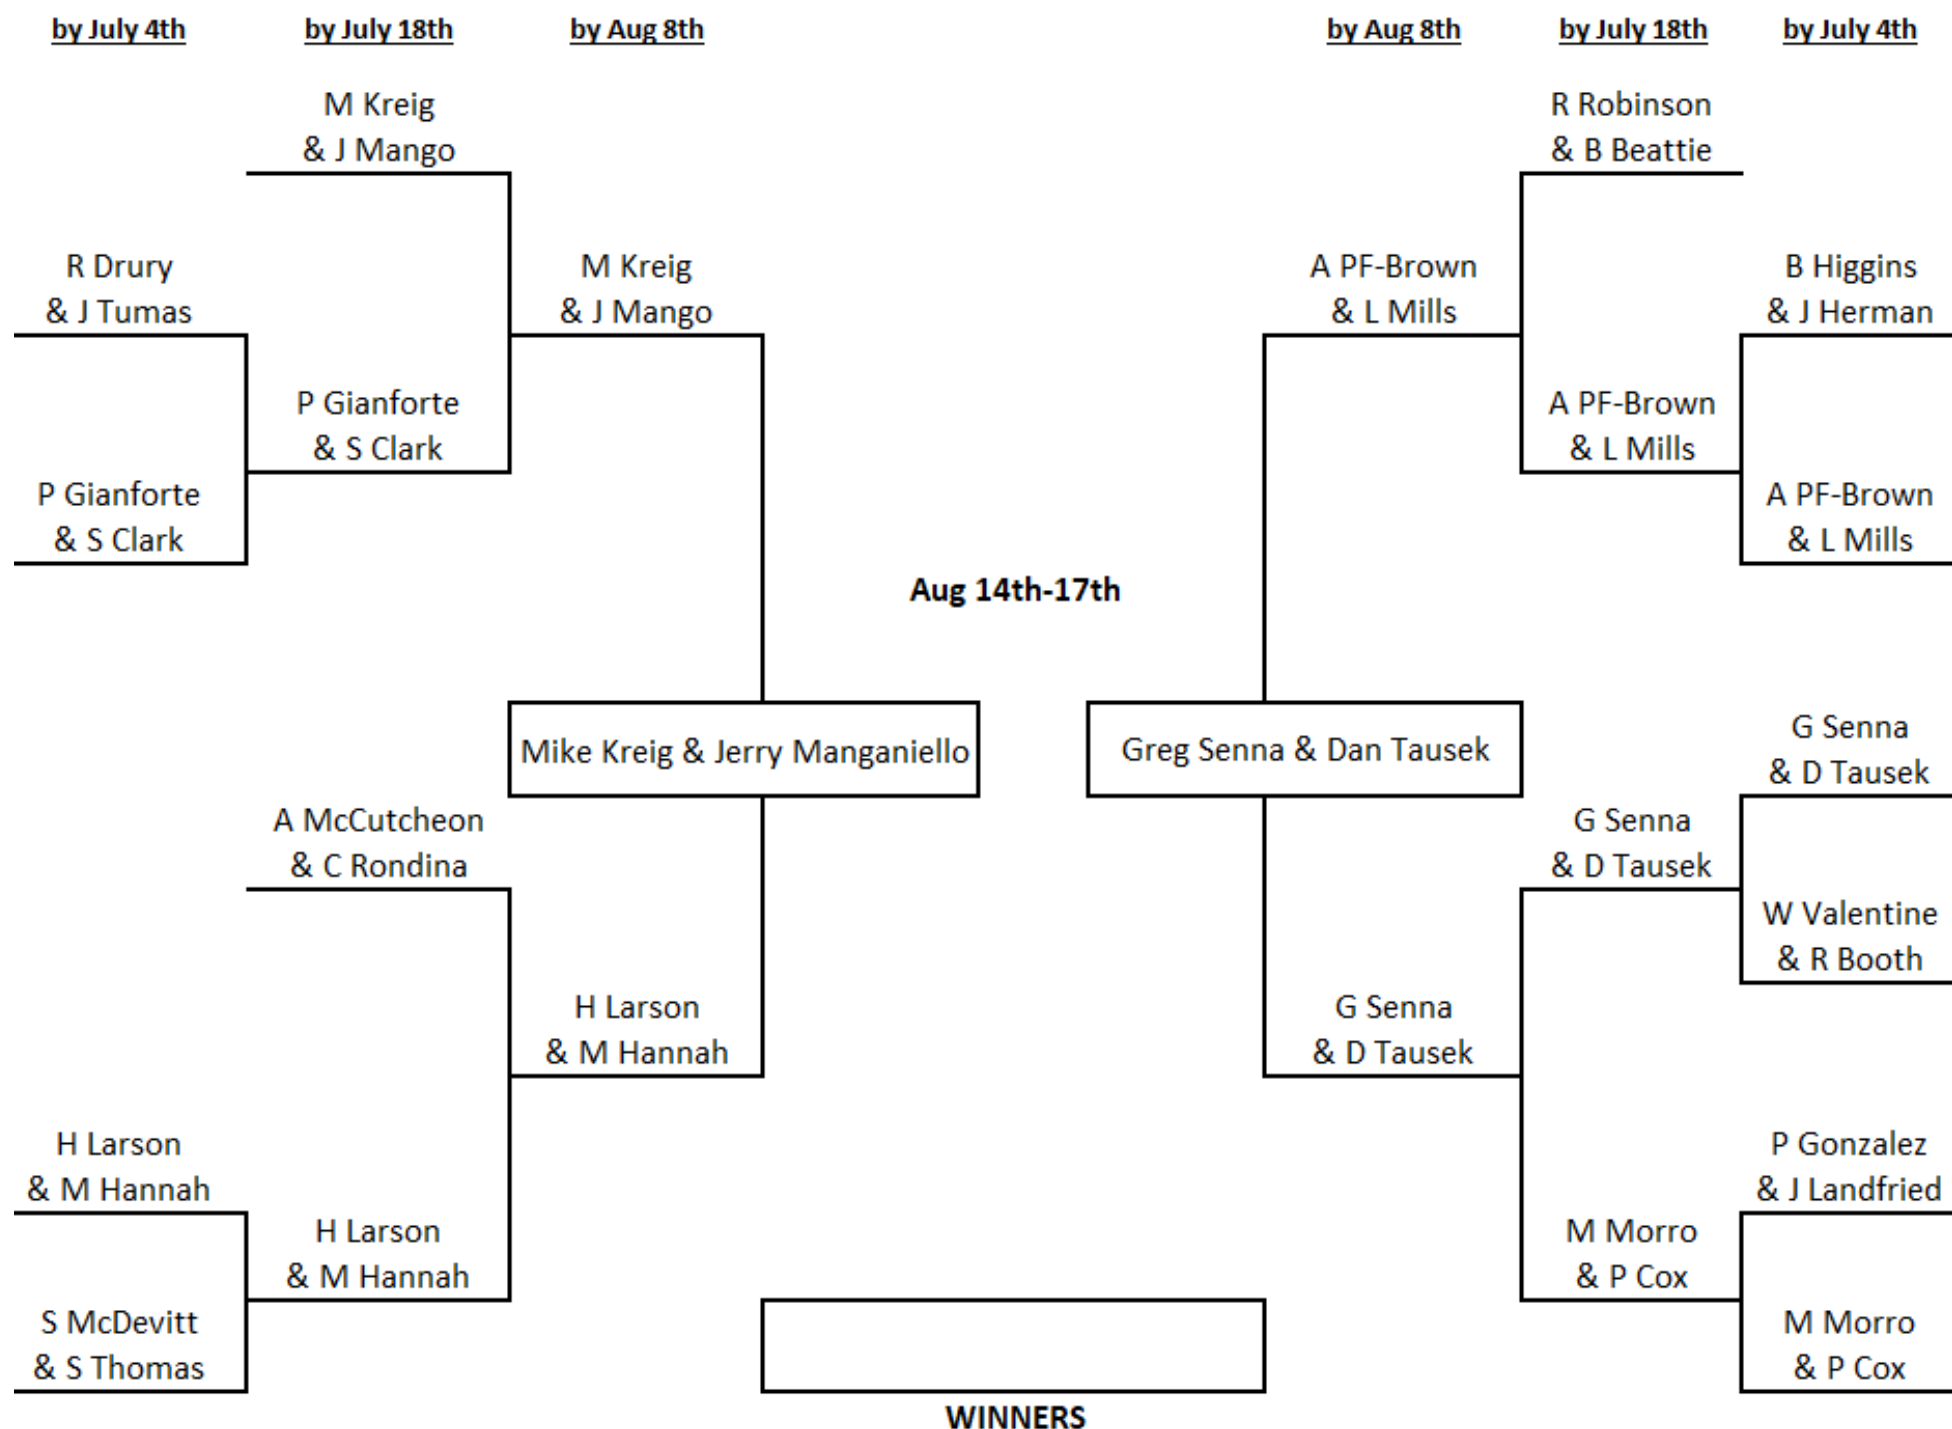 by July 4th
by July 18th
by Aug 8th
by Aug 8th
by July 18th
by July 4th
M Kreig
& J Mango
R Robinson
& B Beattie
R Drury
& J Tumas
M Kreig
& J Mango
A PF-Brown
& L Mills
B Higgins
& J Herman
P Gianforte
& S Clark
A PF-Brown
& L Mills
P Gianforte
& S Clark
A PF-Brown
& L Mills
Aug 14th-17th
Mike Kreig & Jerry Manganiello
Greg Senna & Dan Tausek
G Senna
& D Tausek
A McCutcheon
& C Rondina
G Senna
& D Tausek
W Valentine
& R Booth
H Larson
& M Hannah
G Senna
& D Tausek
H Larson
& M Hannah
P Gonzalez
& J Landfried
H Larson
& M Hannah
M Morro
& P Cox
S McDevitt
& S Thomas
M Morro
& P Cox
WINNERS